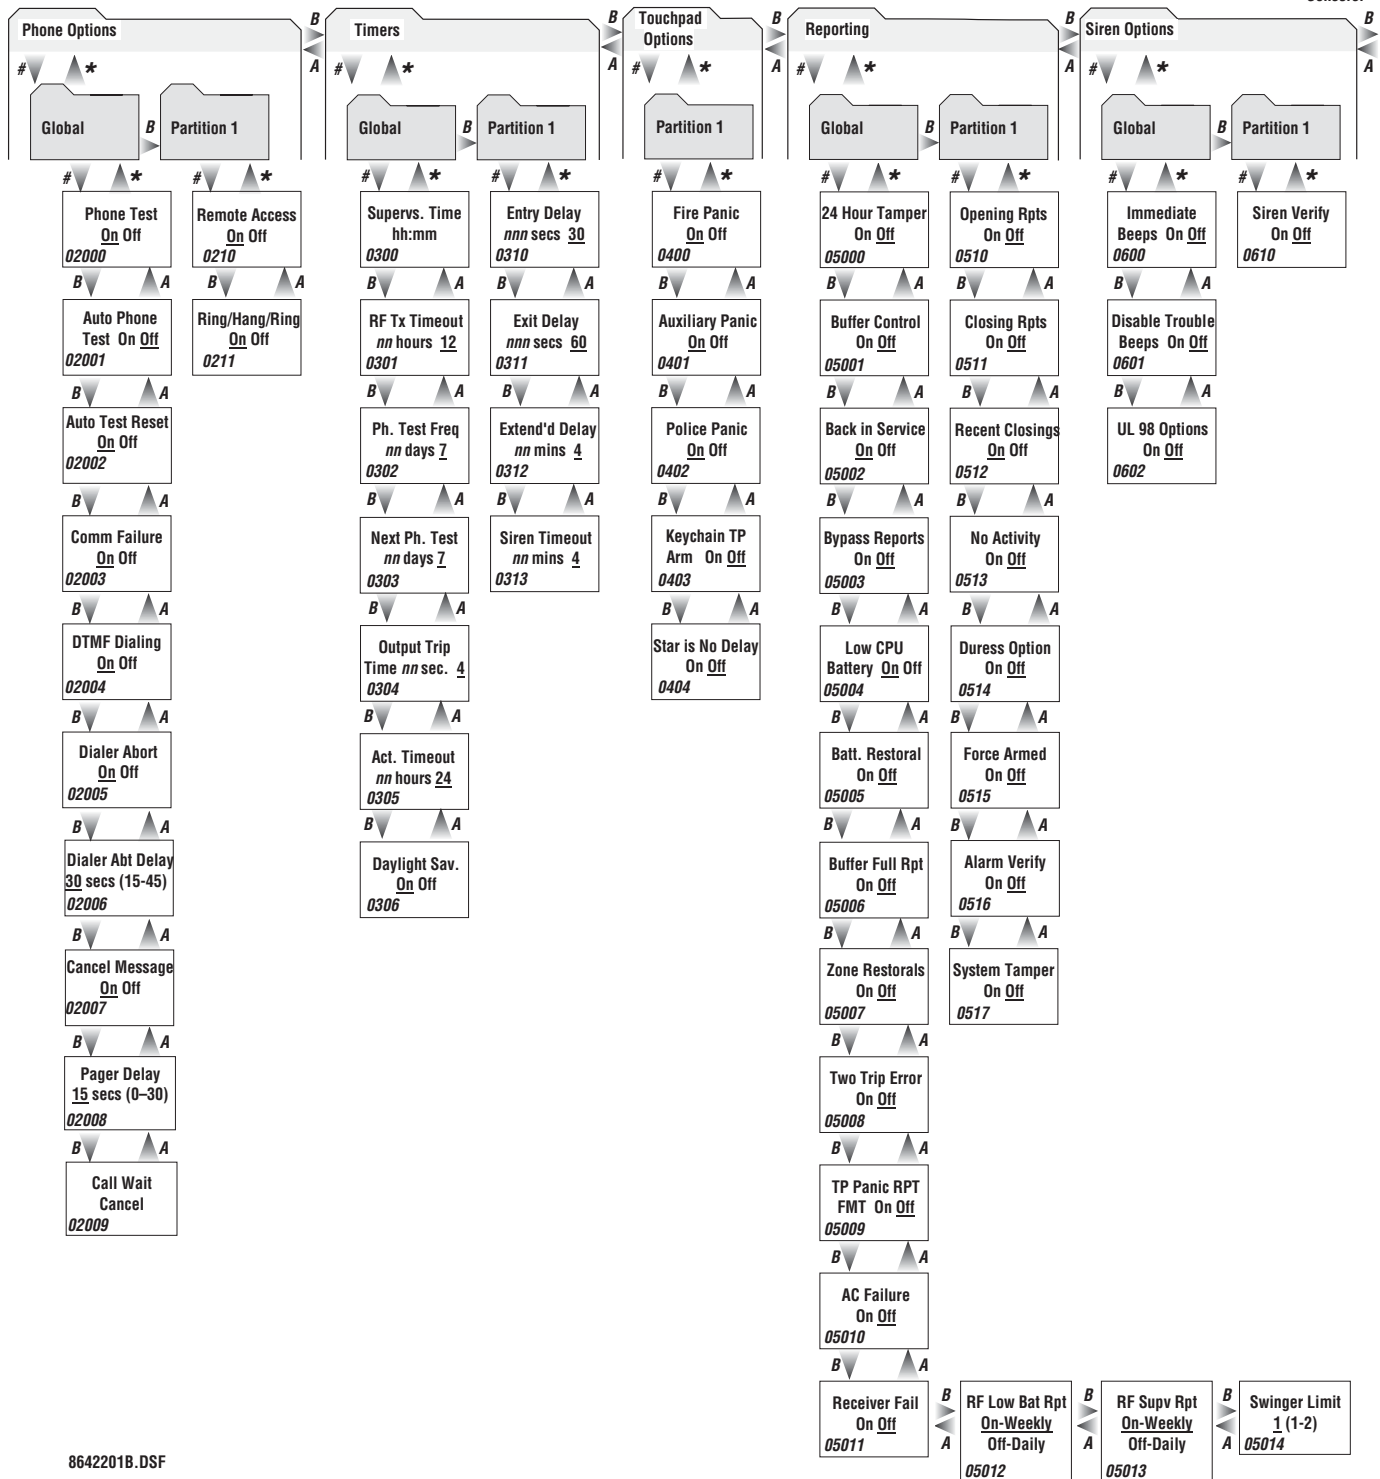 Phone Options
B
A
#
*
Global
B
Partition 1
#
*
Phone Test
On Off
02000
B
A
Auto Phone
Test On Off
02001
B
A
Auto Test Reset
On Off
02002
B
A
Comm Failure
On Off
02003
B
A
DTMF Dialing
On Off
02004
B
A
Dialer Abort
On Off
02005
B
A
Dialer Abt Delay
30 secs (15-45)
02006
B
A
Cancel Message
On Off
02007
B
A
Pager Delay
15 secs (0–30)
02008
B
A
Call Wait
Cancel
02009
#
*
Remote Access
On Off
0210
B
A
Ring/Hang/Ring
On Off
0211
Timers
B
A
#
*
Global
B
Partition 1
#
*
Supervs. Time
hh:mm
0300
B
A
RF Tx Timeout
nn hours 12
0301
B
A
Ph. Test Freq
nn days 7
0302
B
A
Next Ph. Test
nn days 7
0303
B
A
Output Trip
Time nn sec. 4
0304
B
A
Act. Timeout
nn hours 24
0305
B
A
Daylight Sav.
On Off
0306
#
*
Entry Delay
nnn secs 30
0310
B
A
Exit Delay
nnn secs 60
0311
B
A
Extend'd Delay
nn mins 4
0312
B
A
Siren Timeout
nn mins 4
0313
Touchpad
Options
B
A
#
*
Partition 1
#
*
Fire Panic
On Off
0400
B
A
Auxiliary Panic
On Off
0401
B
A
Police Panic
On Off
0402
B
A
Keychain TP
Arm On Off
0403
B
A
Star is No Delay
On Off
0404
Reporting
B
A
#
*
Global
B
Partition 1
#
*
24 Hour Tamper
On Off
05000
B
A
Buffer Control
On Off
05001
B
A
Back in Service
On Off
05002
B
A
Bypass Reports
On Off
05003
B
A
Low CPU
Battery On Off
05004
B
A
Batt. Restoral
On Off
05005
B
A
Buffer Full Rpt
On Off
05006
B
A
Zone Restorals
On Off
05007
B
A
Two Trip Error
On Off
05008
B
A
TP Panic RPT
FMT On Off
05009
B
A
AC Failure
On Off
05010
B
A
Receiver Fail
On Off
05011
B
A
RF Low Bat Rpt
On-Weekly
Off-Daily
05012
B
A
RF Supv Rpt
On-Weekly
Off-Daily
05013
B
A
Swinger Limit
1 (1-2)
05014
#
*
Opening Rpts
On Off
0510
B
A
Closing Rpts
On Off
0511
B
A
Recent Closings
On Off
0512
B
A
No Activity
On Off
0513
B
A
Duress Option
On Off
0514
B
A
Force Armed
On Off
0515
B
A
Alarm Verify
On Off
0516
B
A
System Tamper
On Off
0517
Siren Options
B
A
#
*
Global
B
Partition 1
#
*
Immediate
Beeps On Off
0600
B
A
Disable Trouble
Beeps On Off
0601
B
A
UL 98 Options
On Off
0602
#
*
Siren Verify
On Off
0610
8642201B.DSF